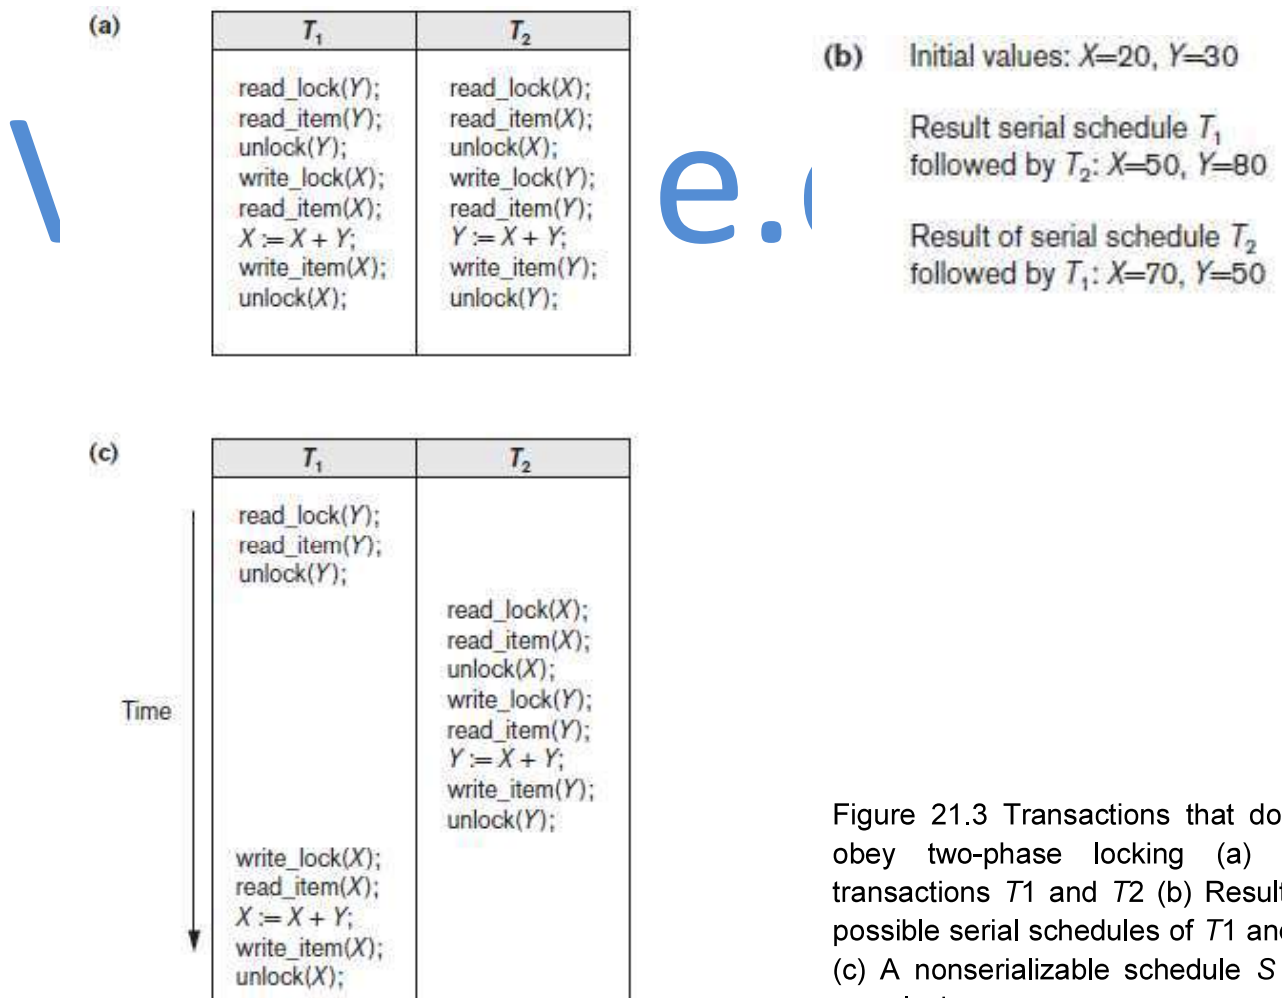 (a)
T1 T2
read_lock(Y); read_lock(X);
read_item(Y); read_item(X);
unlock(Y); unlock(X);
write_lock(X); write_lock(Y);
read_item(X); read_item(Y);
X := X + Y; Y := X + Y;
write_item(X); write_item(Y);
unlock(X); unlock(Y);
e.
(b) Initial values: X=20, Y=30
Result serial schedule T1
followed by T2: X=50, Y=80
Result of serial schedule T2
followed by T1: X=70, Y=50
(c)
T1 T2
Time
read_lock(Y);
read_item(Y);
unlock(Y);
read_lock(X);
read_item(X);
unlock(X);
write_lock(Y);
read_item(Y);
Y := X + Y;
write_item(Y);
unlock(Y);
write_lock(X);
read_item(X);
X := X + Y;
write_item(X);
unlock(X);
Figure 21.3 Transactions that do
obey two-phase locking (a)
transactions T1 and T2 (b) Result
possible serial schedules of T1 an
(c) A nonserializable schedule S